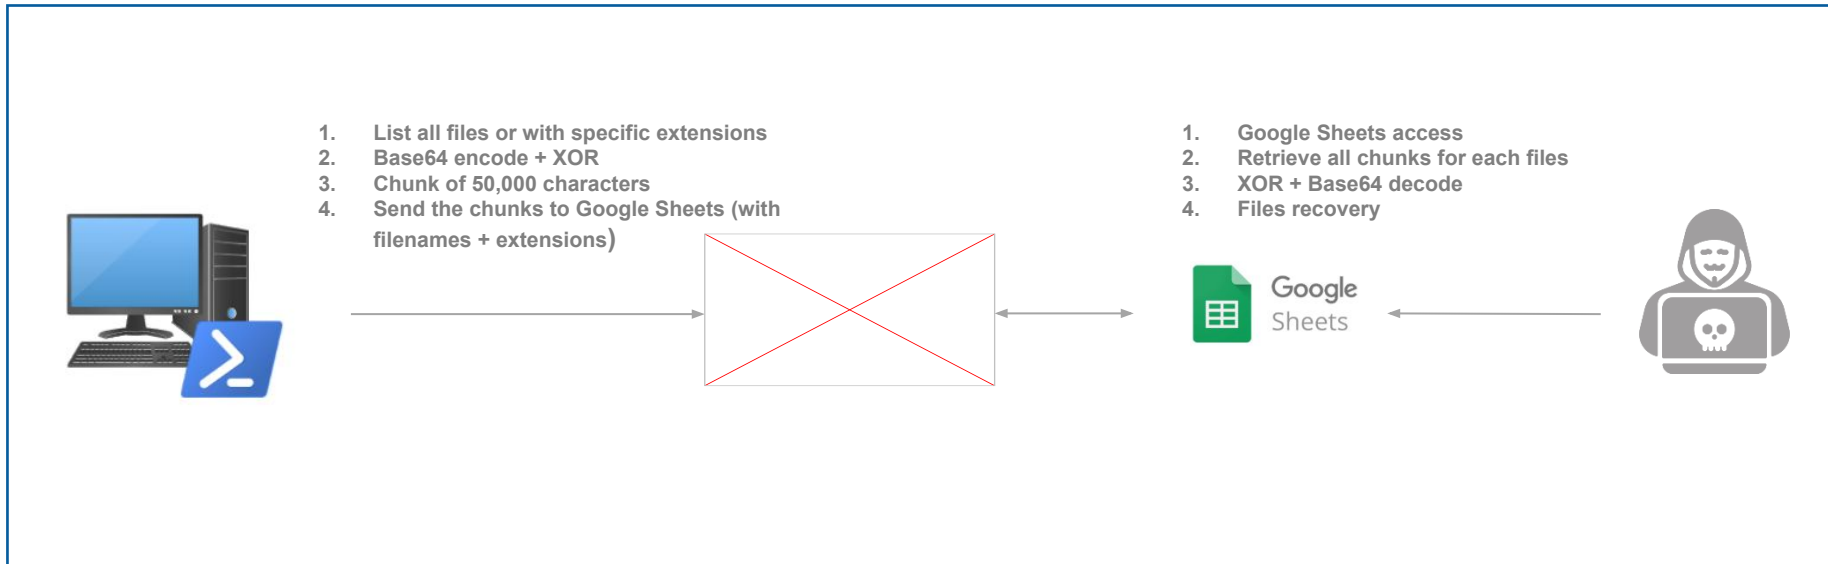 1. List all files or with specific extensions
2. Base64 encode + XOR
3. Chunk of 50,000 characters
4. Send the chunks to Google Sheets (with
filenames + extensions)
1. Google Sheets access
2. Retrieve all chunks for each files
3. XOR + Base64 decode
4. Files recovery
Google
Sheets